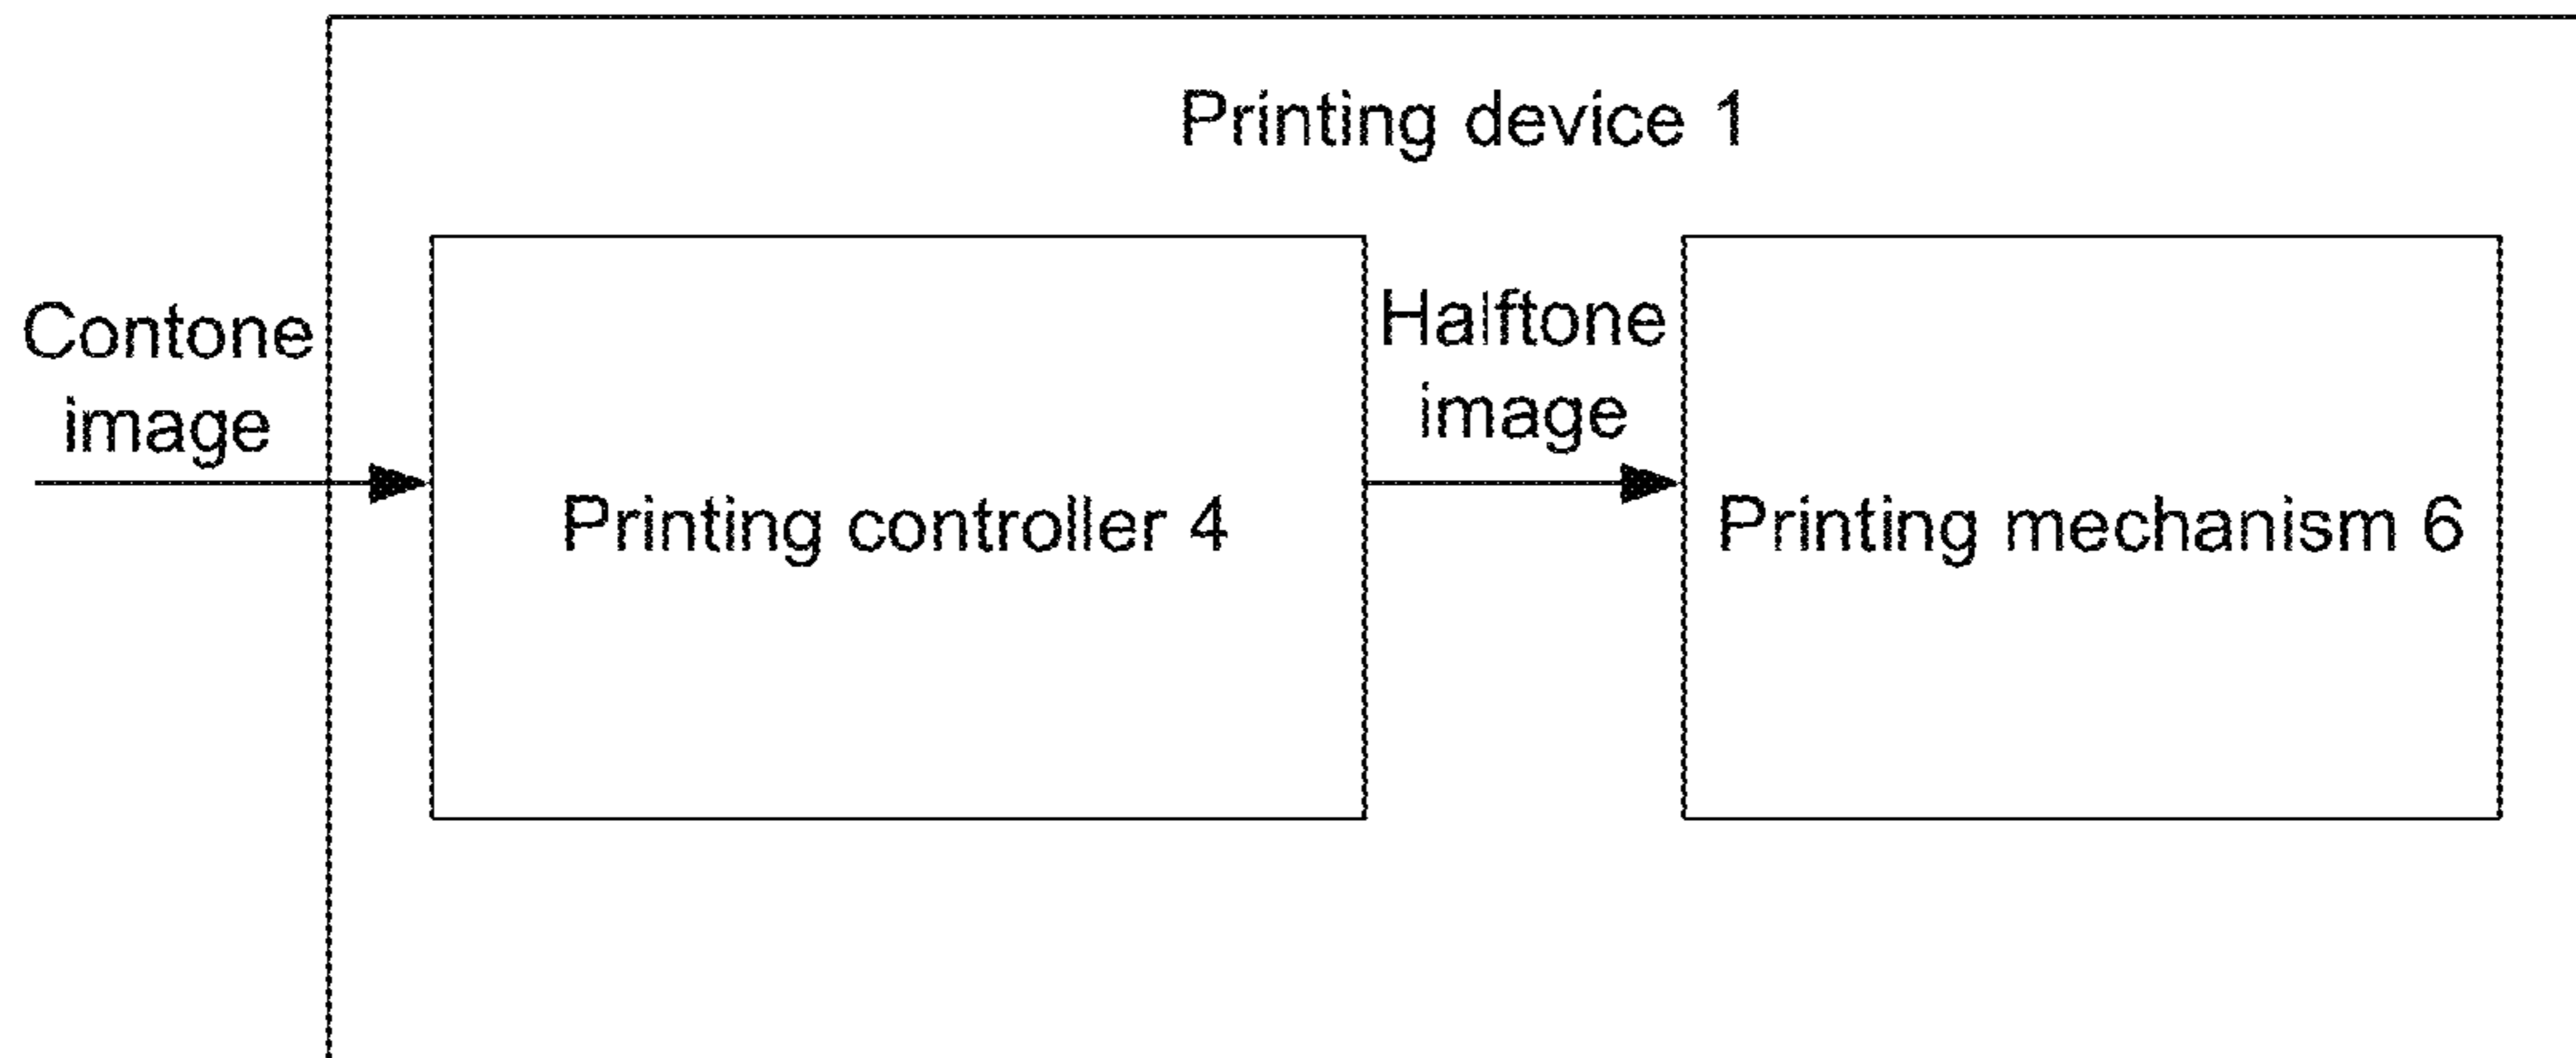 Printing device 1
Contone
image
Printing controller 4
Halftone
image
Printing mechanism 6